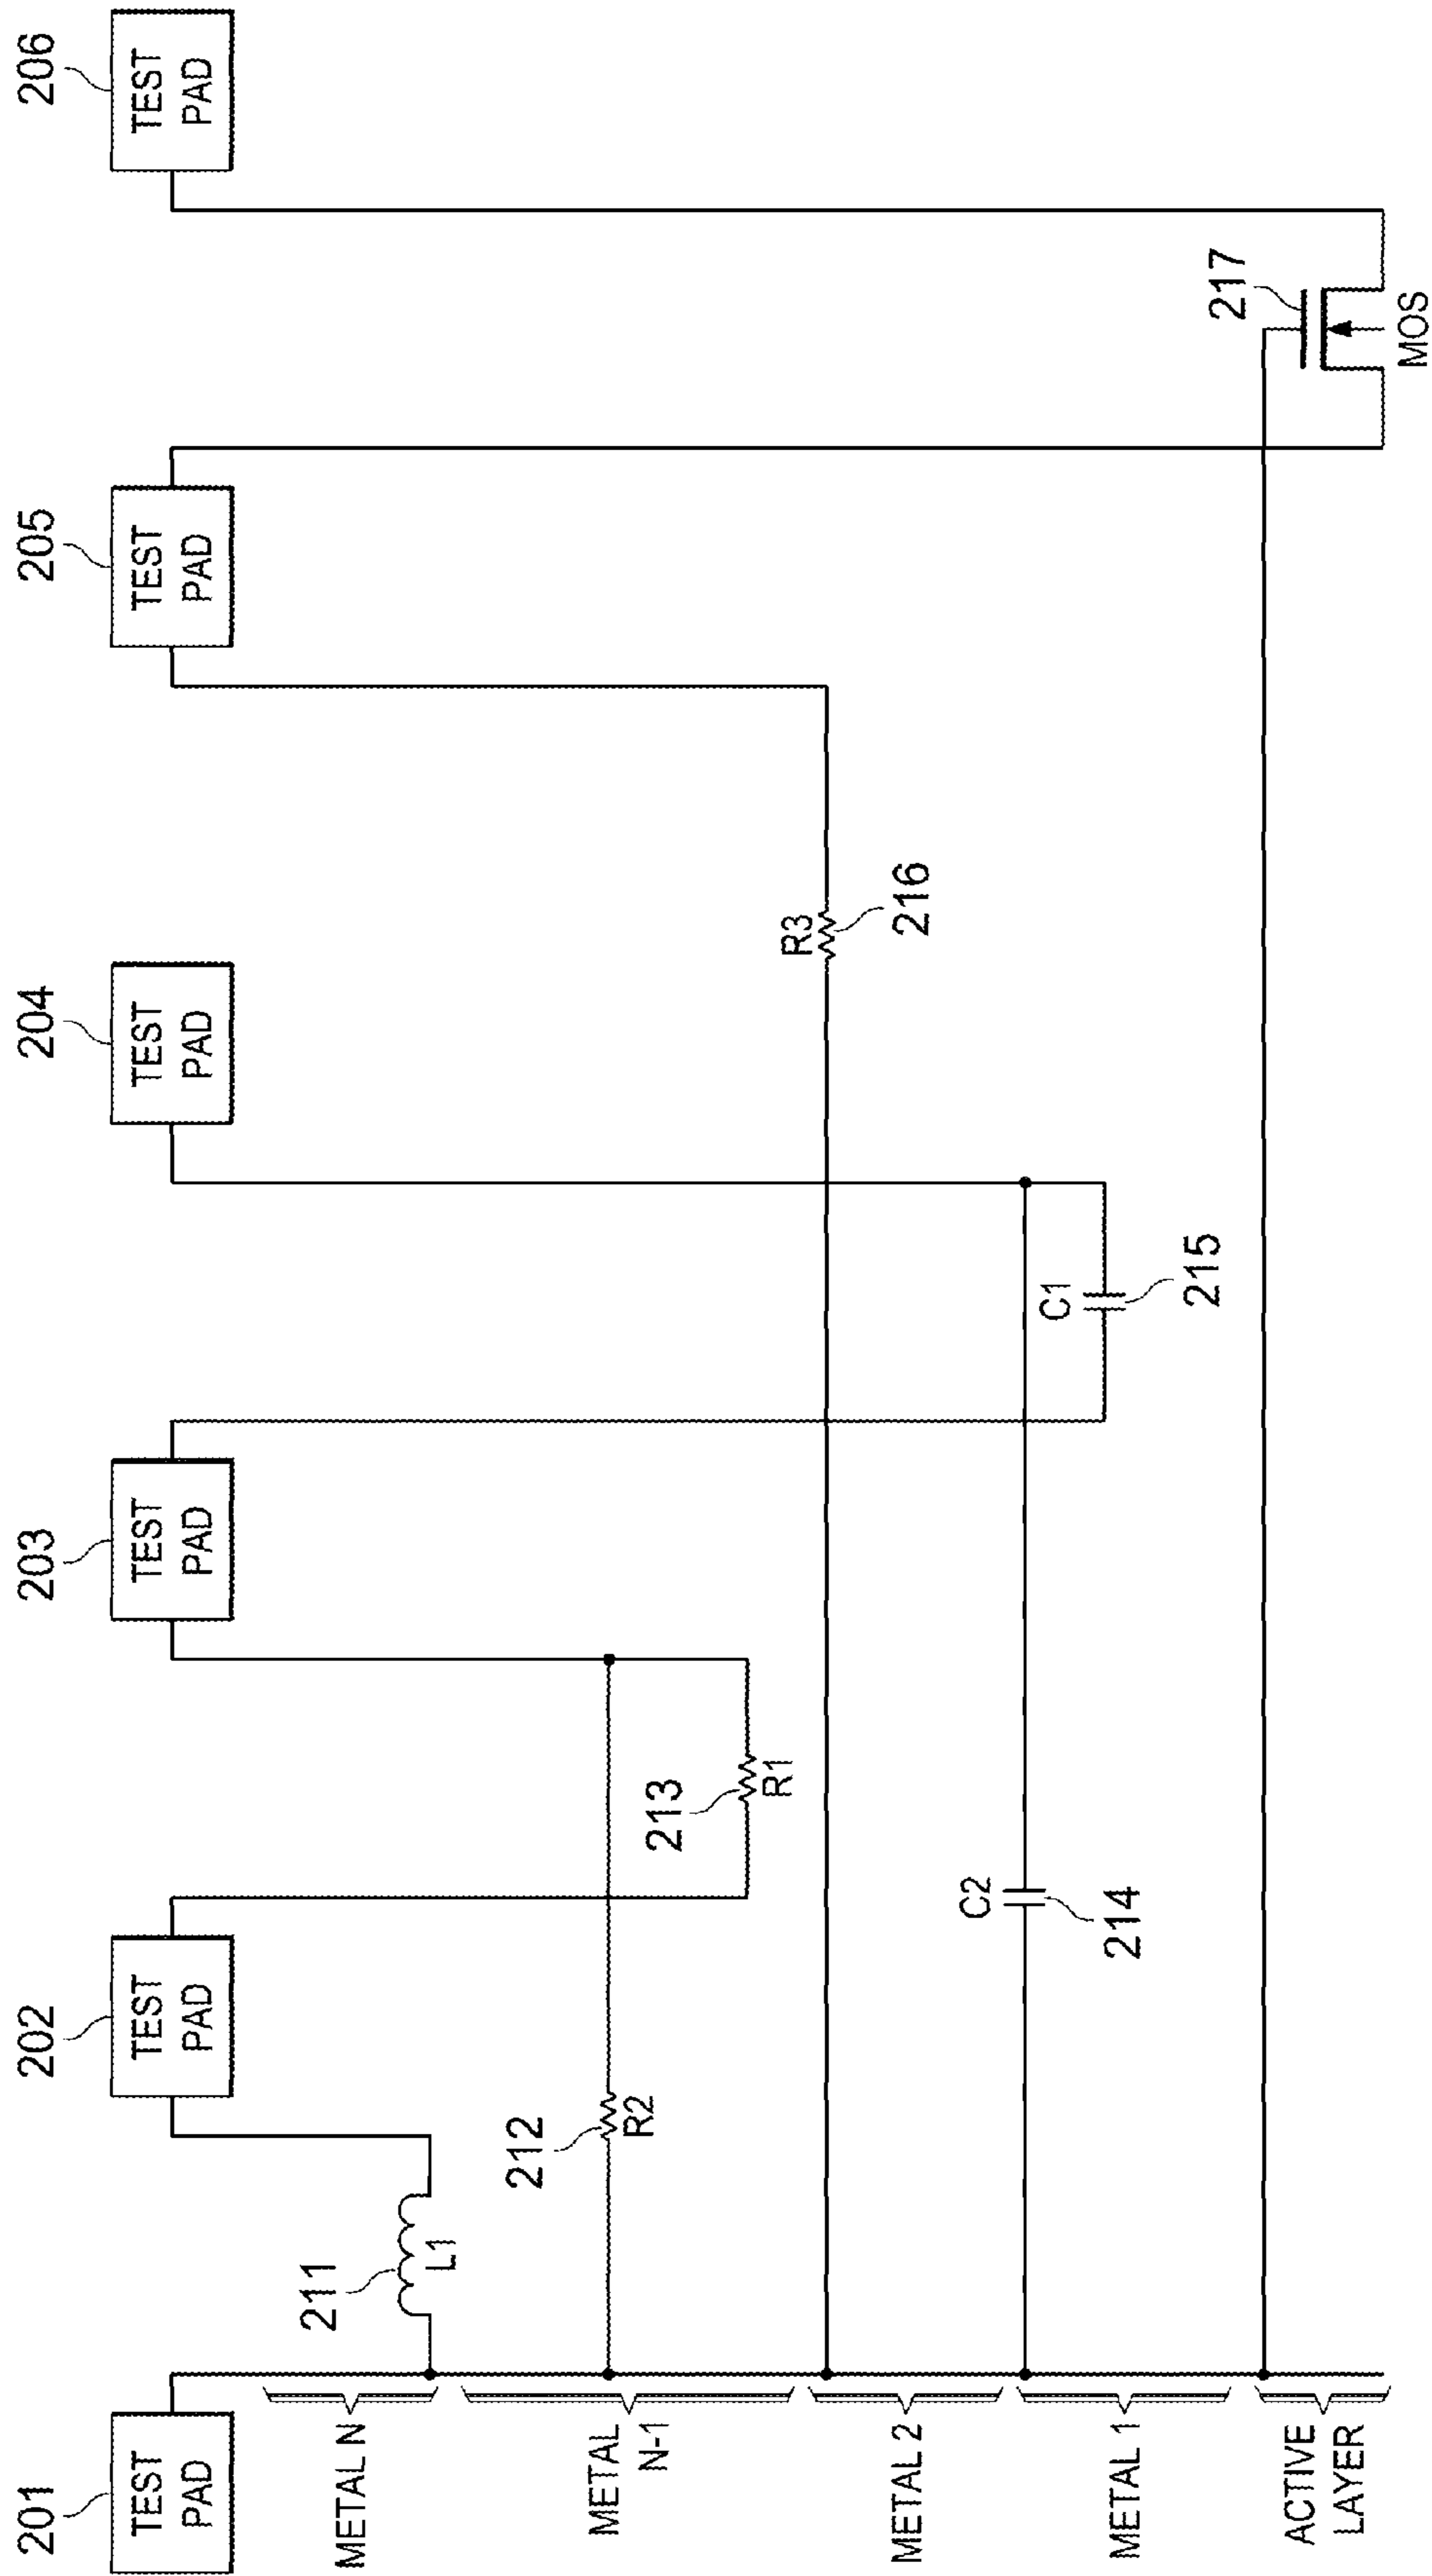 201
TEST
PAD
202
TEST
PAD
203
TEST
PAD
204
TEST
PAD
205
TEST
PAD
206
TEST
PAD
METAL N
211
L1
METAL
N-1
212
R2
213
R1
METAL 2
R3
216
METAL 1
C2
214
C1
215
ACTIVE
LAYER
217
MOS